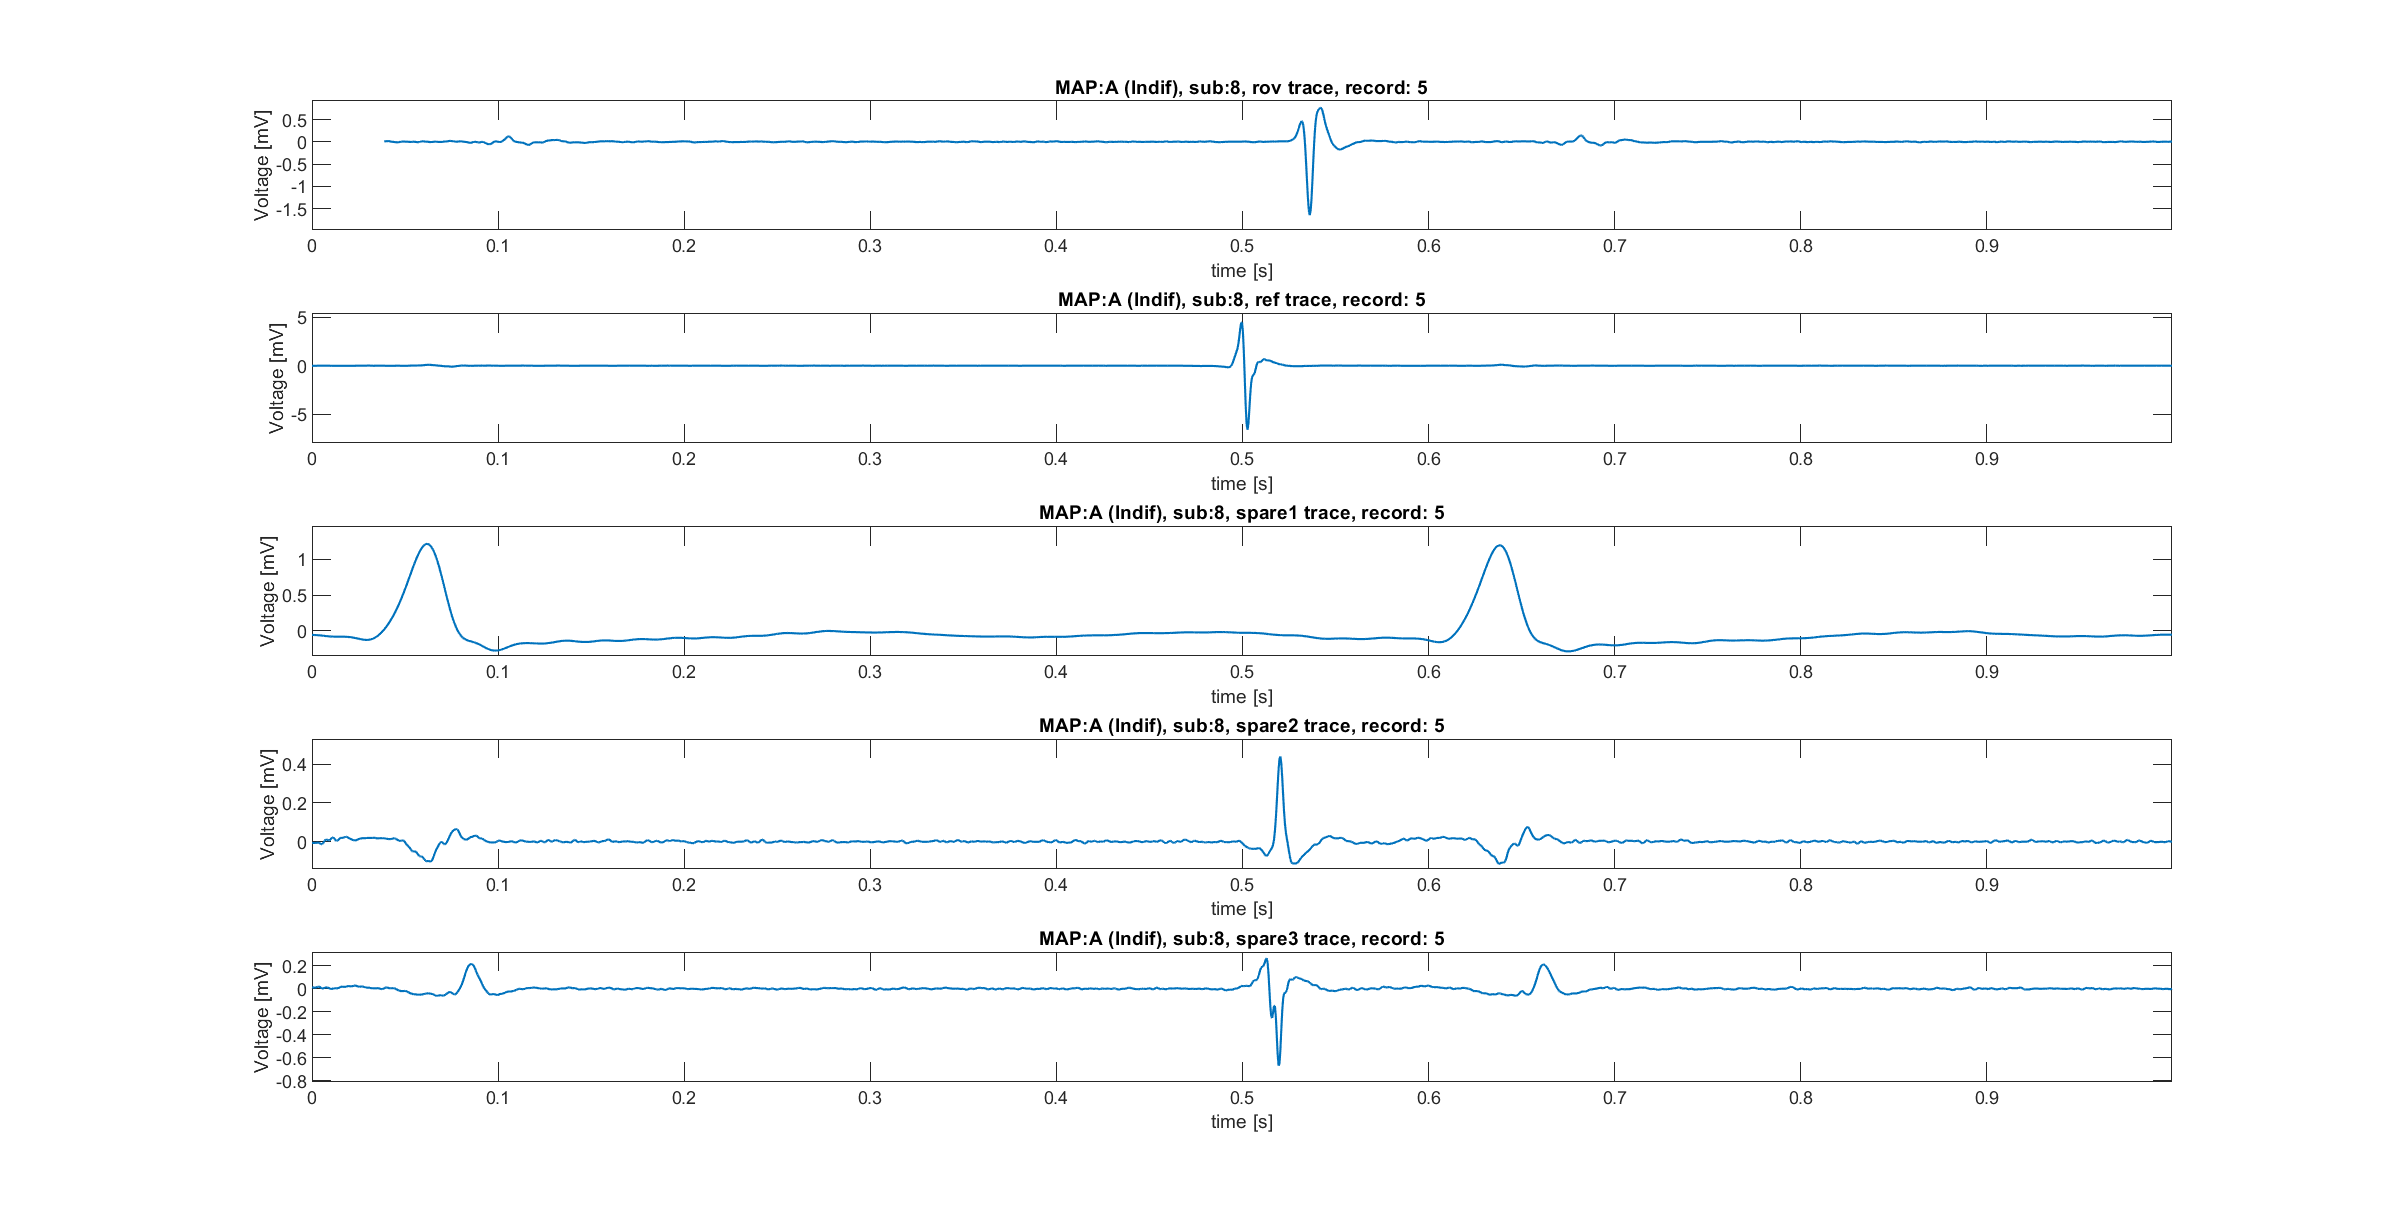 MAP:A (Indif), sub:8, rov trace, record: 5
Voltage [mV]
0.5
0
-0.5
-1
-1.5
0 0.1 0.2 0.3 0.4 0.5 0.6 0.7 0.8 0.9
time [s]
MAP:A (Indif), sub:8, ref trace, record: 5
Voltage [mV]
5
0
-5
0 0.1 0.2 0.3 0.4 0.5 0.6 0.7 0.8 0.9
time [s]
MAP:A (Indif), sub:8, spare1 trace, record: 5
Voltage [mV]
1
0.5
0
0 0.1 0.2 0.3 0.4 0.5 0.6 0.7 0.8 0.9
time [s]
MAP:A (Indif), sub:8, spare2 trace, record: 5
Voltage [mV]
0.4
0.2
0
0 0.1 0.2 0.3 0.4 0.5 0.6 0.7 0.8 0.9
time [s]
MAP:A (Indif), sub:8, spare3 trace, record: 5
Voltage [mV]
0.2
0
-0.2
-0.4
-0.6
-0.8
0 0.1 0.2 0.3 0.4 0.5 0.6 0.7 0.8 0.9
time [s]